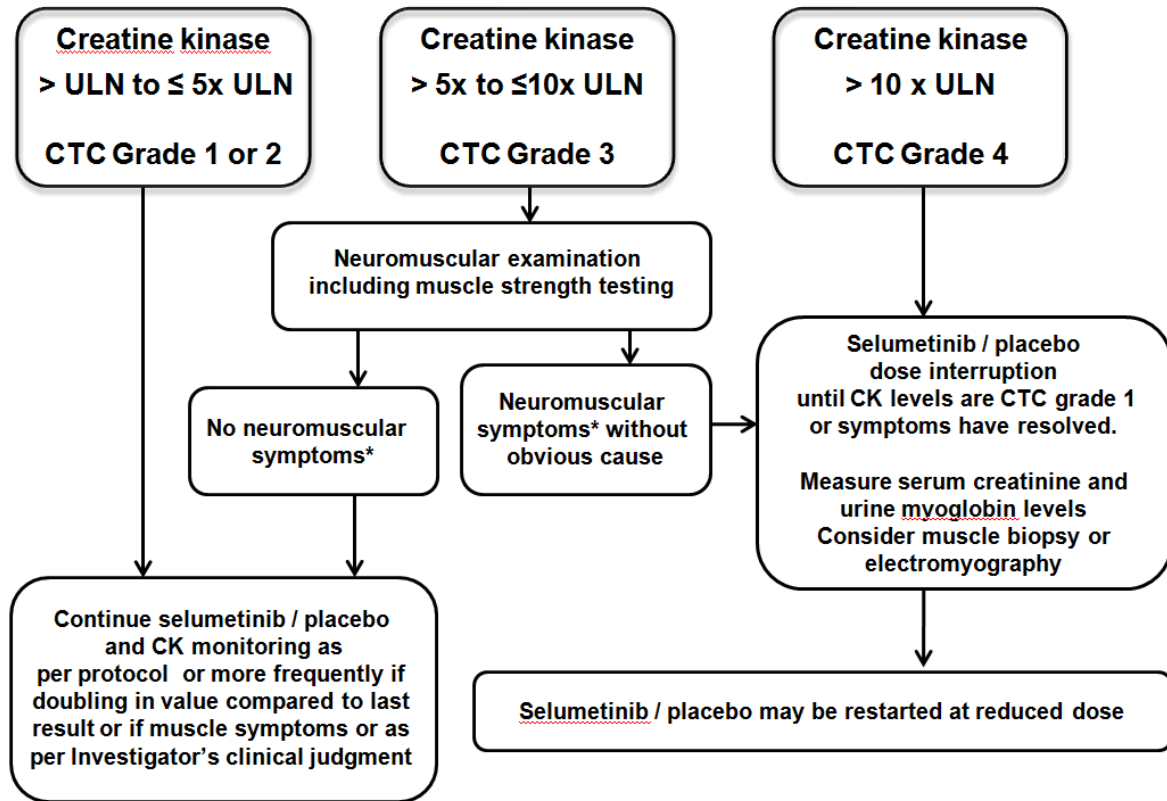 Creatine kinase
> ULN to ≤ 5x ULN
CTC Grade 1 or 2
Creatine kinase
> 5x to ≤10x ULN
CTC Grade 3
Creatine kinase
> 10 x ULN
CTC Grade 4
Neuromuscular examination
including muscle strength testing
No neuromuscular
symptoms*
Neuromuscular
symptoms* without
obvious cause
Selumetinib / placebo
dose interruption
until CK levels are CTC grade 1
or symptoms have resolved.
Measure serum creatinine and
urine myoglobin levels
Consider muscle biopsy or
electromyography
Continue selumetinib / placebo
and CK monitoring as
per protocol or more frequently if
doubling in value compared to last
result or if muscle symptoms or as
per Investigator’s clinical judgment
Selumetinib / placebo may be restarted at reduced dose